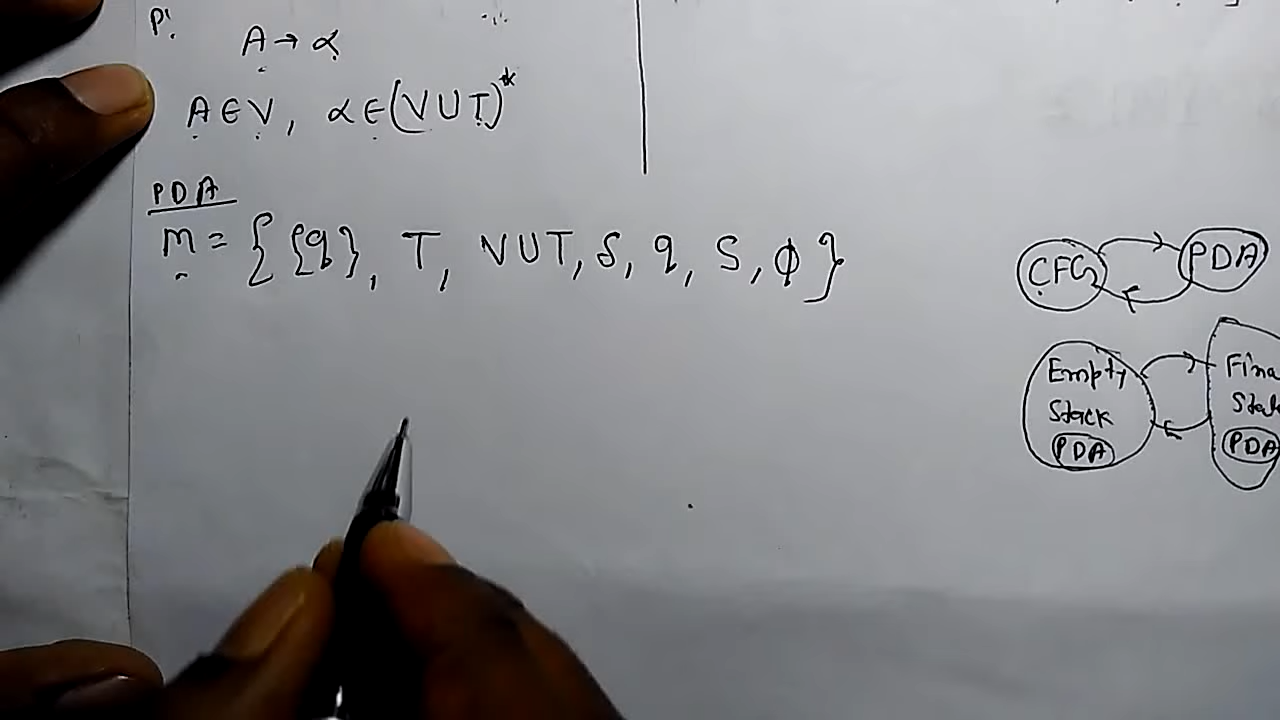 P:
A → α
A ∈ V, α ∈ (V U T)*
PDA
m = { {q}, T, V U T, δ, q, S, ϕ }
CFG PDA
Empty
Stack
PDA
Fina
Stat
PDA